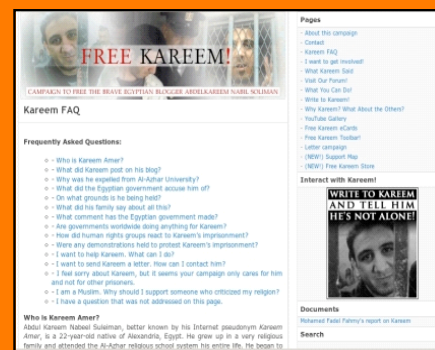 FREE KAREEM!
CAMPAIGN TO FREE THE BRAVE EGYPTIAN BLOGGER ABDELKAREEM NABIL SOLIMAN
Kareem FAQ
Frequently Asked Questions:
- Who is Kareem Amer?
- What did Kareem post on his blog?
- Why was he expelled from Al-Azhar University?
- What did the Egyptian government accuse him of?
- On what grounds is he being held?
- What did his family say about all this?
- What comment has the Egyptian government made?
- Are governments worldwide doing anything for Kareem?
- How did human rights groups react to Kareem's imprisonment?
- Were any demonstrations held to protest Kareem's imprisonment?
- I want to help Kareem. What can I do?
- I want to send Kareem a letter. How can I contact him?
- I feel sorry about Kareem, but it seems your campaign only cares for him
and not for other prisoners.
- I am a Muslim. Why should I support someone who criticized my religion?
- I have a question that was not addressed on this page.
Who is Kareem Amer?
Abdul Kareem Nabeel Suleiman, better known by his Internet pseudonym Kareem
Amer, is a 22-year-old native of Alexandria, Egypt. He grew up in a very religious
family and attended the Al-Azhar religious school system his entire life. He began to
Pages
- About this campaign
- Contact
- Kareem FAQ
- I want to get involved!
- What Kareem Said
- Visit Our Forum!
- What You Can Do!
- Write to Kareem!
- Why Kareem? What About the Others?
- YouTube Gallery
- Free Kareem eCards
- Free Kareem Toolbar!
- Letter campaign
- (NEW!) Support Map
- (NEW!) Free Kareem Store
Interact with Kareem!
WRITE TO KAREEM
AND TELL HIM
HE'S NOT ALONE!
Documents
Mohamed Fadel Fahmy's report on Kareem
Search